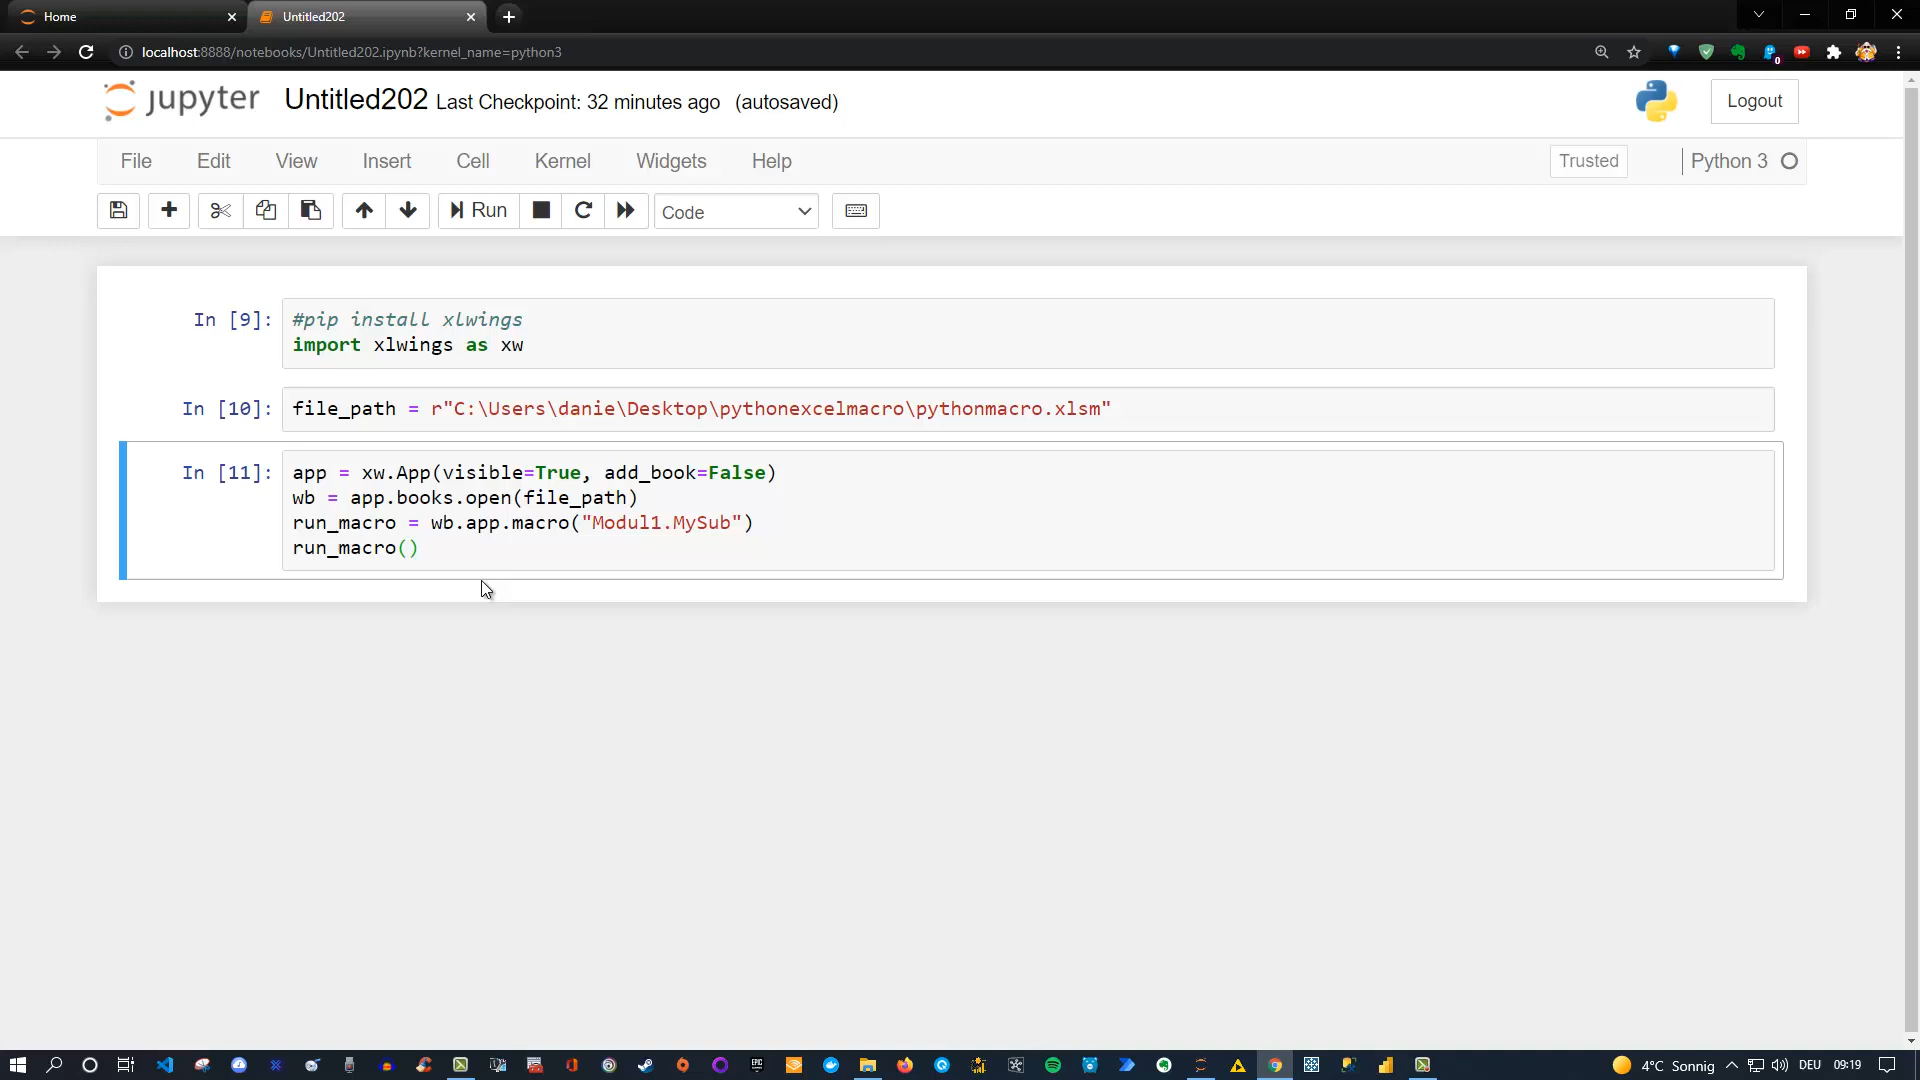 Home
Untitled202
localhost:8888/notebooks/Untitled202.ipynb?kernel_name=python3
0
jupyter Untitled202 Last Checkpoint: 32 minutes ago (autosaved)
Logout
File Edit View Insert Cell Kernel Widgets Help
Trusted
Python 3
Run
Code
In [9]:
#pip install xlwings
import xlwings as xw
In [10]:
file_path = r"C:\Users\danie\Desktop\pythonexcelmacro\pythonmacro.xlsm"
In [11]:
app = xw.App(visible=True, add_book=False)
wb = app.books.open(file_path)
run_macro = wb.app.macro("Modul1.MySub")
run_macro()
EPIC
4°C Sonnig
DEU
09:19